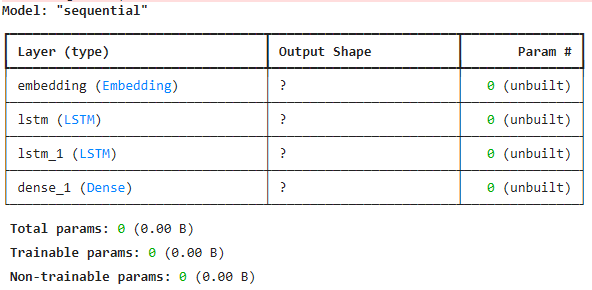 Model: "sequential"
Layer (type) Output Shape Param #
embedding (Embedding) ? 0 (unbuilt)
lstm (LSTM) ? 0 (unbuilt)
lstm_1 (LSTM) ? 0 (unbuilt)
dense_1 (Dense) ? 0 (unbuilt)
Total params: 0 (0.00 B)
Trainable params: 0 (0.00 B)
Non-trainable params: 0 (0.00 B)